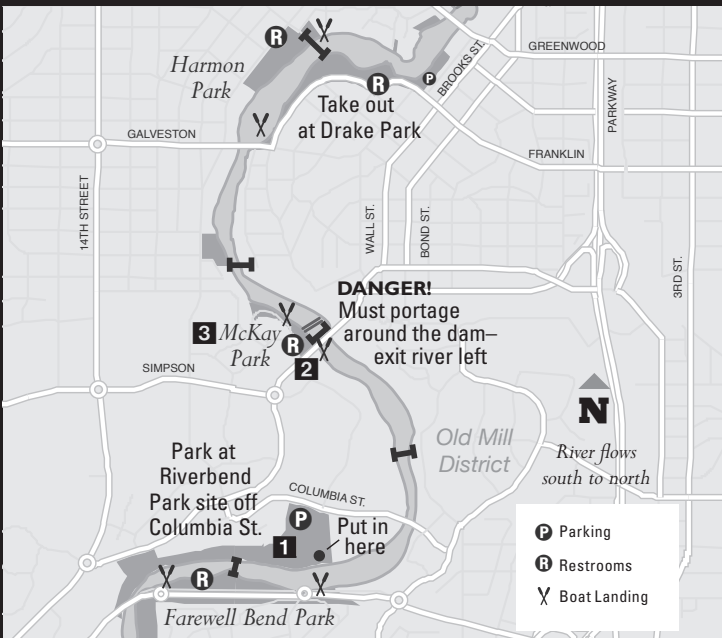 R
Harmon
Park
BROOKS ST.
GREENWOOD
P
R
Take out
at Drake Park
PARKWAY
GALVESTON
FRANKLIN
14TH STREET
WALL ST.
BOND ST.
3RD ST.
DANGER!
Must portage
around the dam–
exit river left
3 McKay
Park
R
2
SIMPSON
N
River flows
south to north
Old Mill
District
Park at
Riverbend
Park site off
Columbia St.
COLUMBIA ST.
P
1
Put in
here
R
Farewell Bend Park
P Parking
R Restrooms
Boat Landing